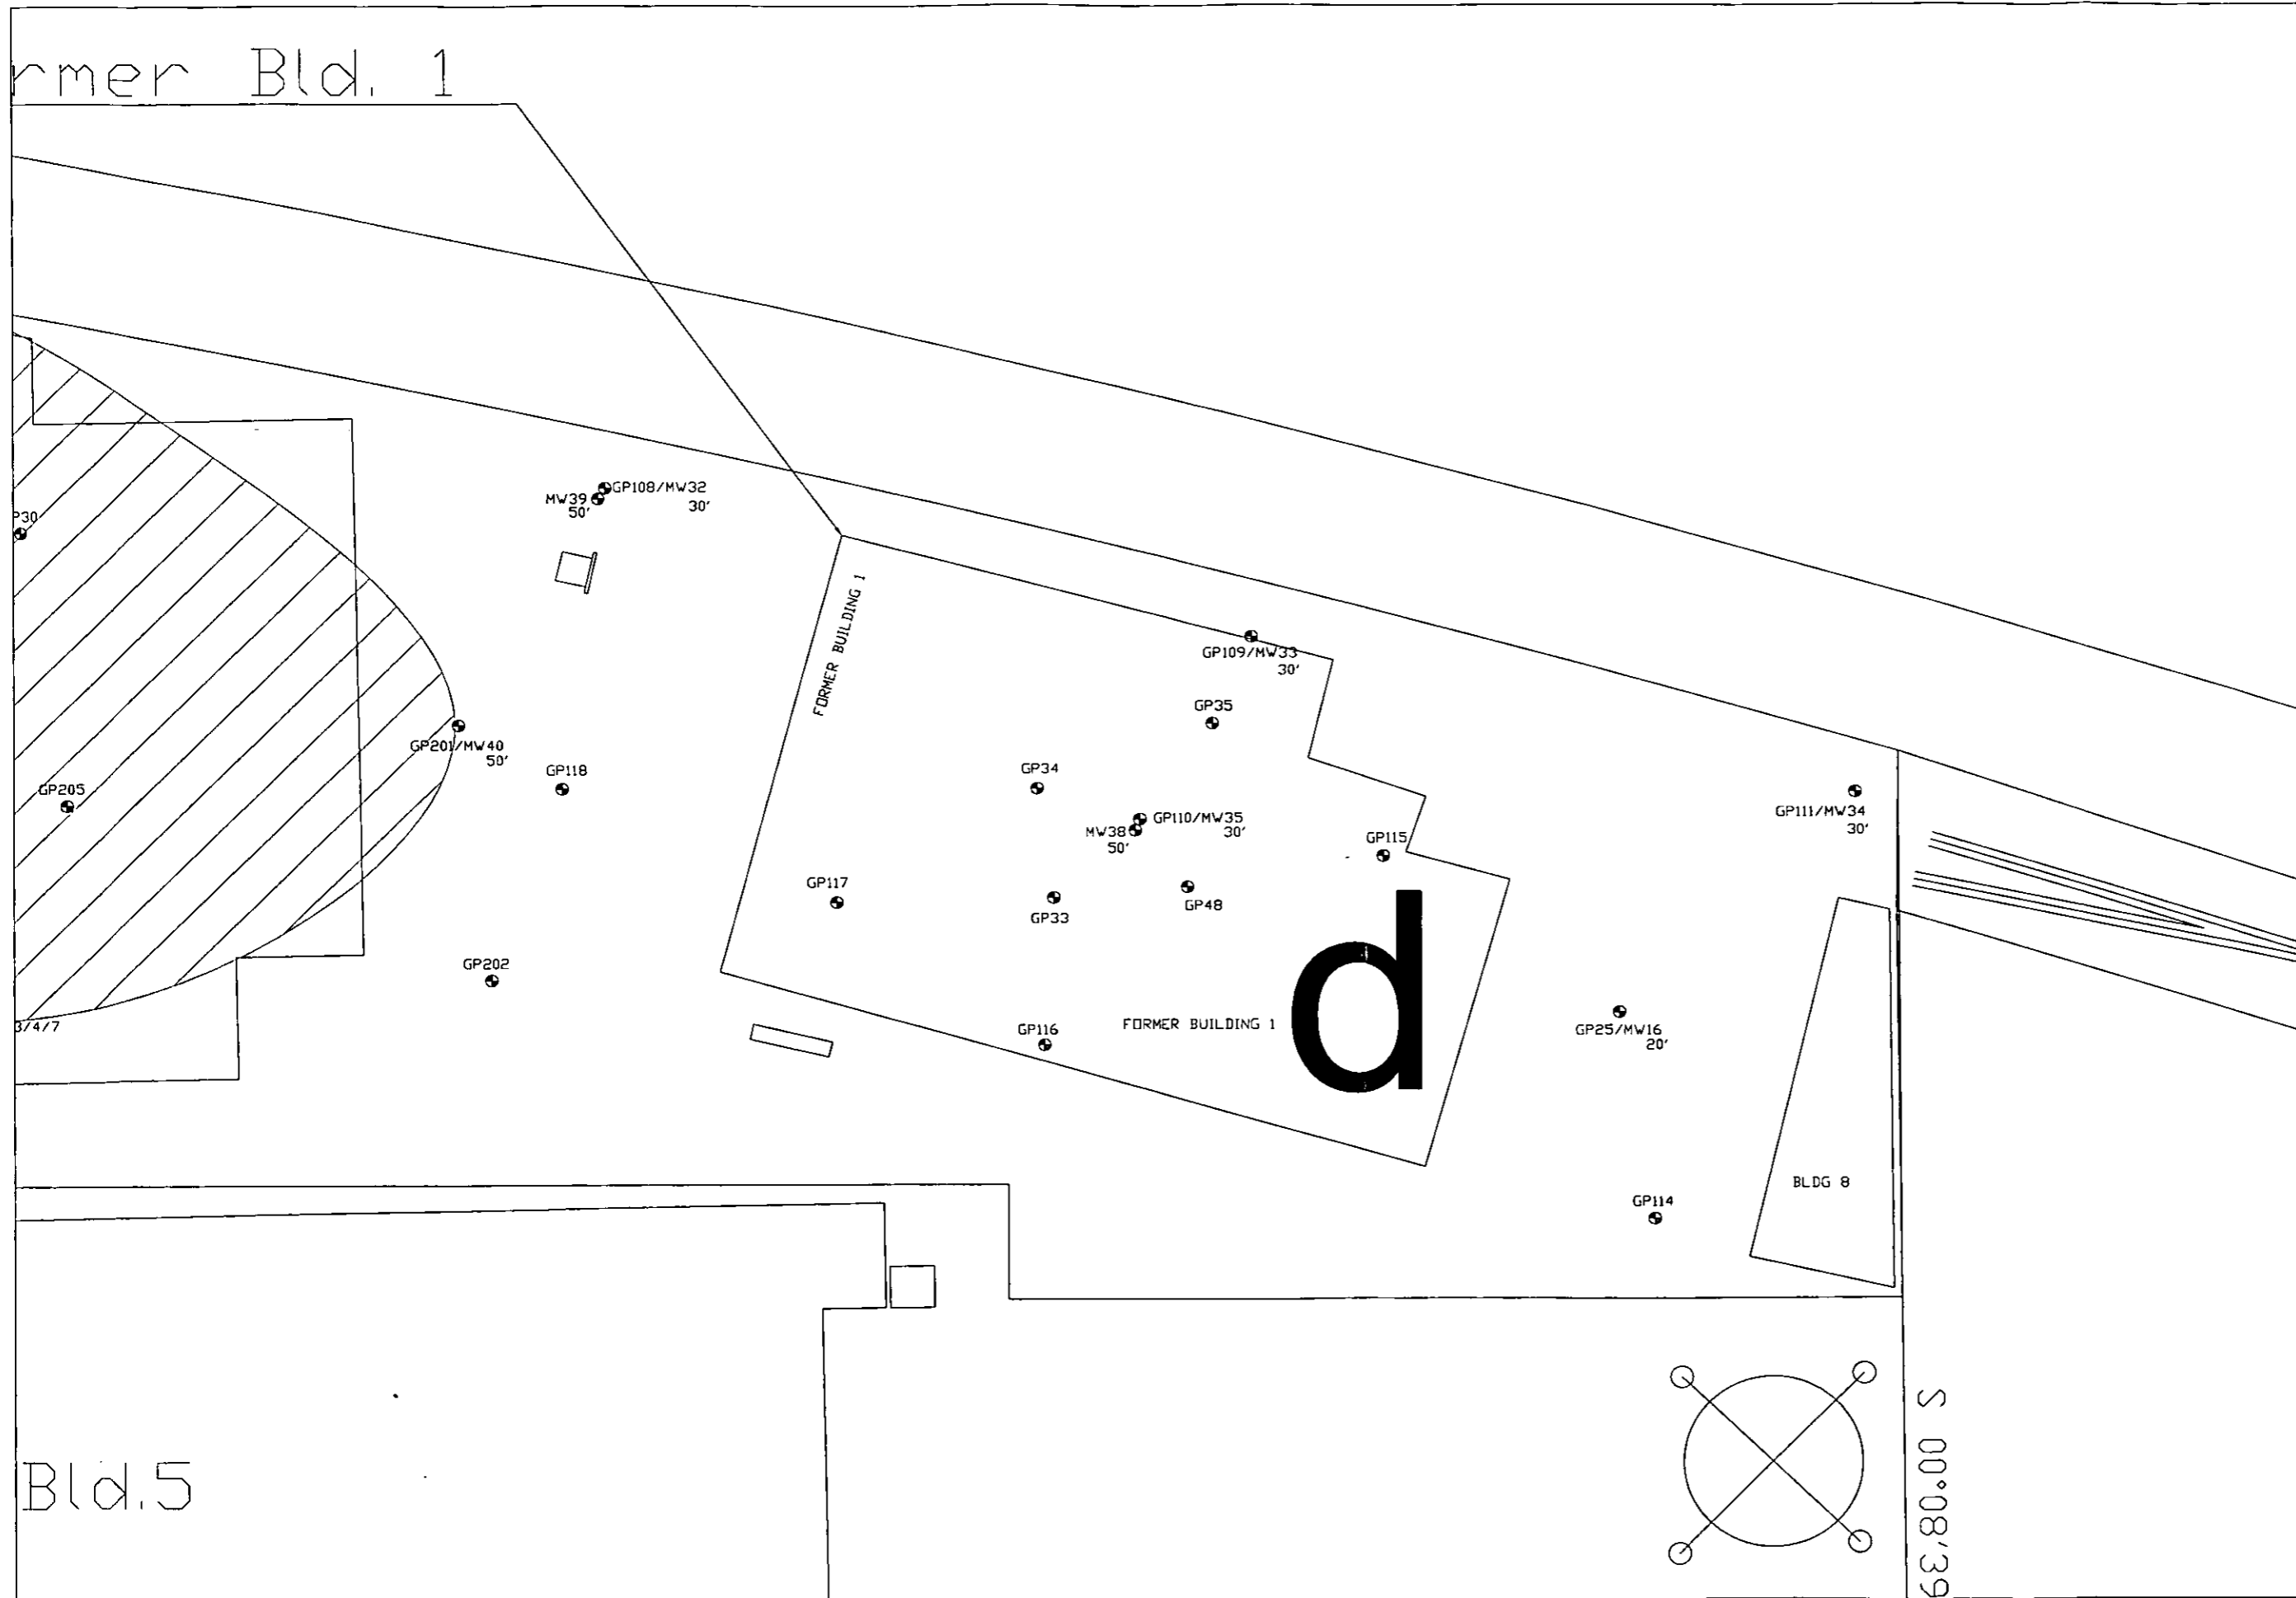 rmer Bld. 1
GP108/MW32
30'
MW39
50'
P30
FORMER BUILDING 1
GP109/MW33
30'
GP35
GP201/MW40
50'
GP118
GP34
GP205
GP110/MW35
30'
MW38
50'
GP111/MW34
30'
GP115
GP117
GP33
GP48
d
GP202
3/4/7
GP116
FORMER BUILDING 1
GP25/MW16
20'
BLDG 8
GP114
Bld.5
S 00°08'39